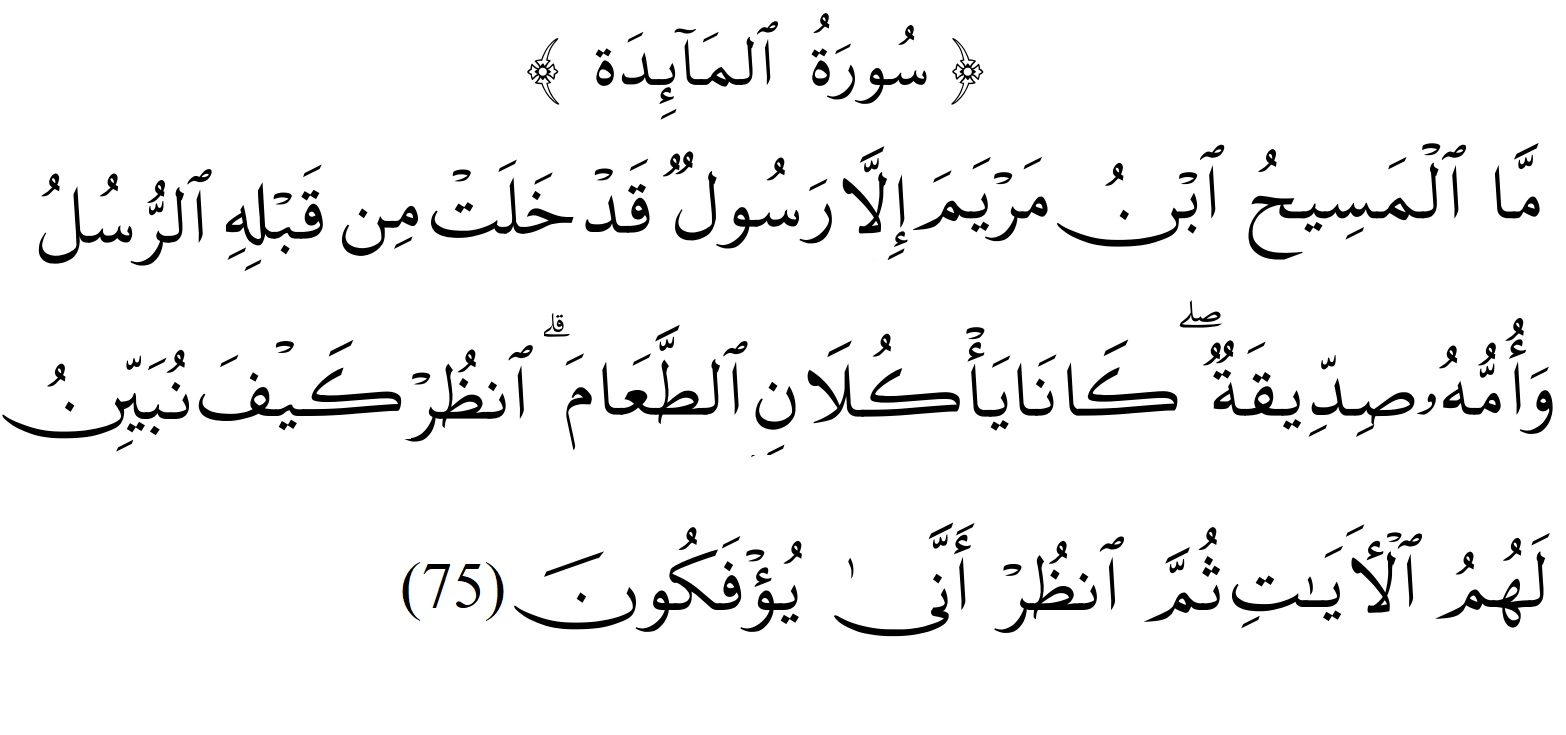 ﴿ سُورَةُ ٱلمَآئِدَة ﴾
مَّا ٱلۡمَسِيحُ ٱبۡنُ مَرۡيَمَ إِلَّا رَسُولٌ قَدۡ خَلَتۡ مِن قَبۡلِهِ ٱلرُّسُلُ
وَأُمُّهُۥ صِدِّيقَةٌ ۖ كَانَا يَأۡكُلَانِ ٱلطَّعَامَ ۗ ٱنظُرۡ كَيۡفَ نُبَيِّنُ
لَهُمُ ٱلۡأَيَـٰتِ ثُمَّ ٱنظُرۡ أَنَّىٰ يُؤۡفَكُونَ (75)